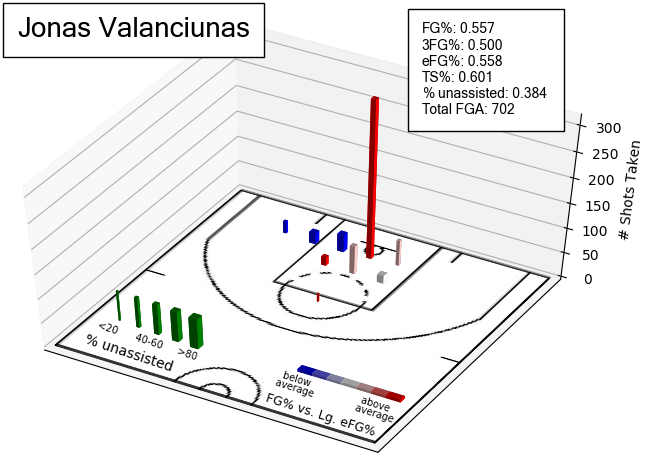 Jonas Valanciunas
FG%: 0.557
3FG%: 0.500
eFG%: 0.558
TS%: 0.601
% unassisted: 0.384
Total FGA: 702
300
250
200
150
100
50
0
# Shots Taken
<20
40-60
>80
% unassisted
below
average
above
average
FG% vs. Lg. eFG%